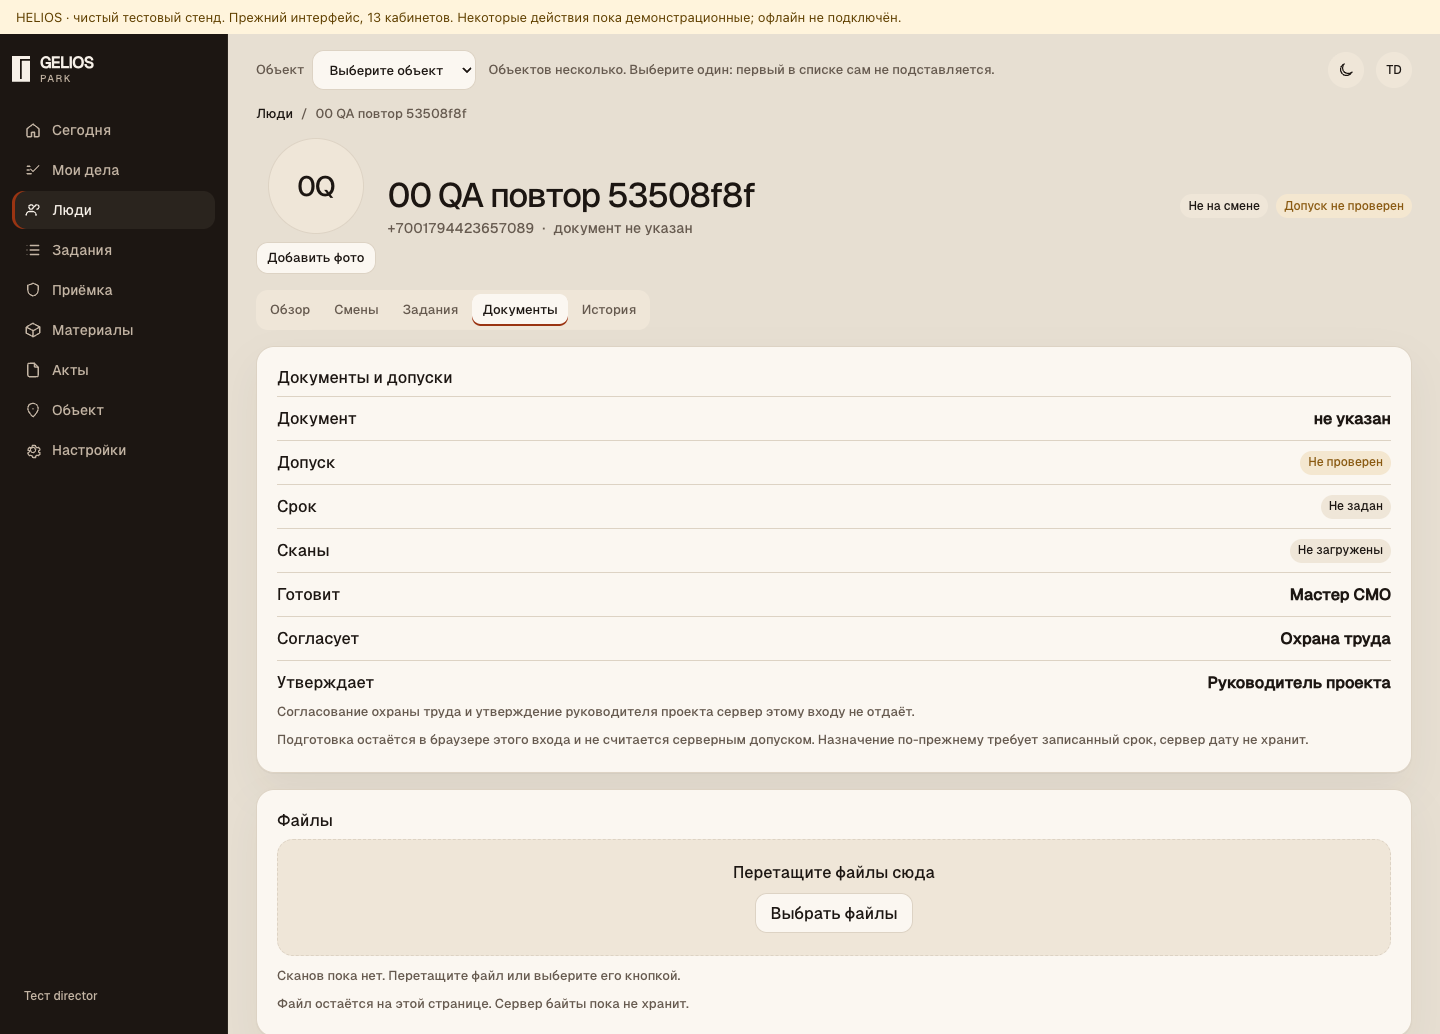 HELIOS · чистый тестовый стенд. Прежний интерфейс, 13 кабинетов. Некоторые действия пока демонстрационные; офлайн не подключён.
GELIOS
PARK
Сегодня
Мои дела
Люди
Задания
Приёмка
Материалы
Акты
Объект
Настройки
Тест director
Объект
Выберите объект
Объектов несколько. Выберите один: первый в списке сам не подставляется.
TD
Люди / 00 QA повтор 53508f8f
0Q
00 QA повтор 53508f8f
+7001794423657089 · документ не указан
Не на смене
Допуск не проверен
Добавить фото
Обзор
Смены
Задания
Документы
История
Документы и допуски
Документ
не указан
Допуск
Не проверен
Срок
Не задан
Сканы
Не загружены
Готовит
Мастер СМО
Согласует
Охрана труда
Утверждает
Руководитель проекта
Согласование охраны труда и утверждение руководителя проекта сервер этому входу не отдаёт.
Подготовка остаётся в браузере этого входа и не считается серверным допуском. Назначение по-прежнему требует записанный срок, сервер дату не хранит.
Файлы
Перетащите файлы сюда
Выбрать файлы
Сканов пока нет. Перетащите файл или выберите его кнопкой.
Файл остаётся на этой странице. Сервер байты пока не хранит.